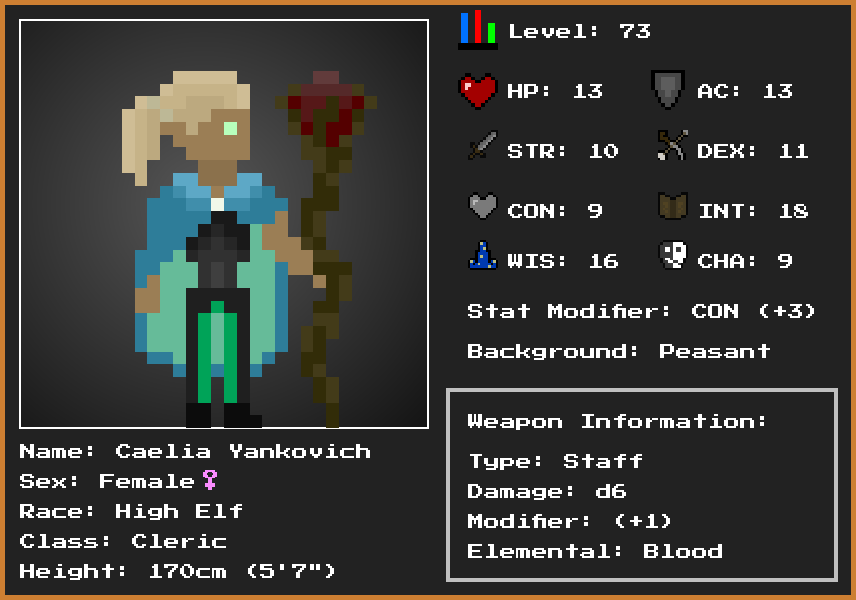 Level: 73
HP: 13
AC: 13
STR: 10
DEX: 11
CON: 9
INT: 18
WIS: 16
CHA: 9
Stat Modifier: CON (+3)
Background: Peasant
Weapon Information:
Type: Staff
Damage: d6
Modifier: (+1)
Elemental: Blood
Name: Caelia Yankovich
Sex: Female♀
Race: High Elf
Class: Cleric
Height: 170cm (5'7")